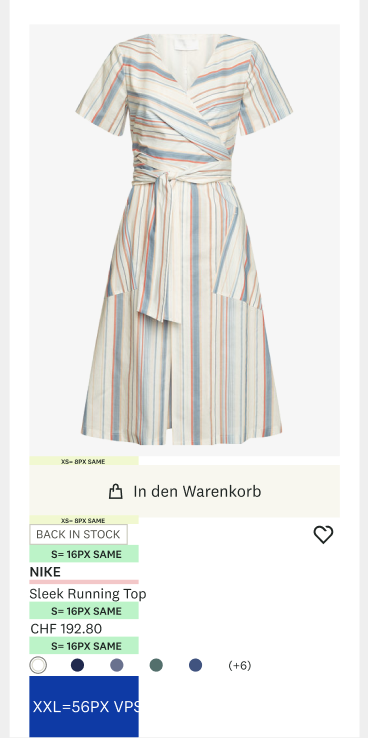 XS= 8PX SAME
In den Warenkorb
XS= 8PX SAME
BACK IN STOCK
S= 16PX SAME
NIKE
Sleek Running Top
S= 16PX SAME
CHF 192.80
S= 16PX SAME
(+6)
XXL=56PX VPS